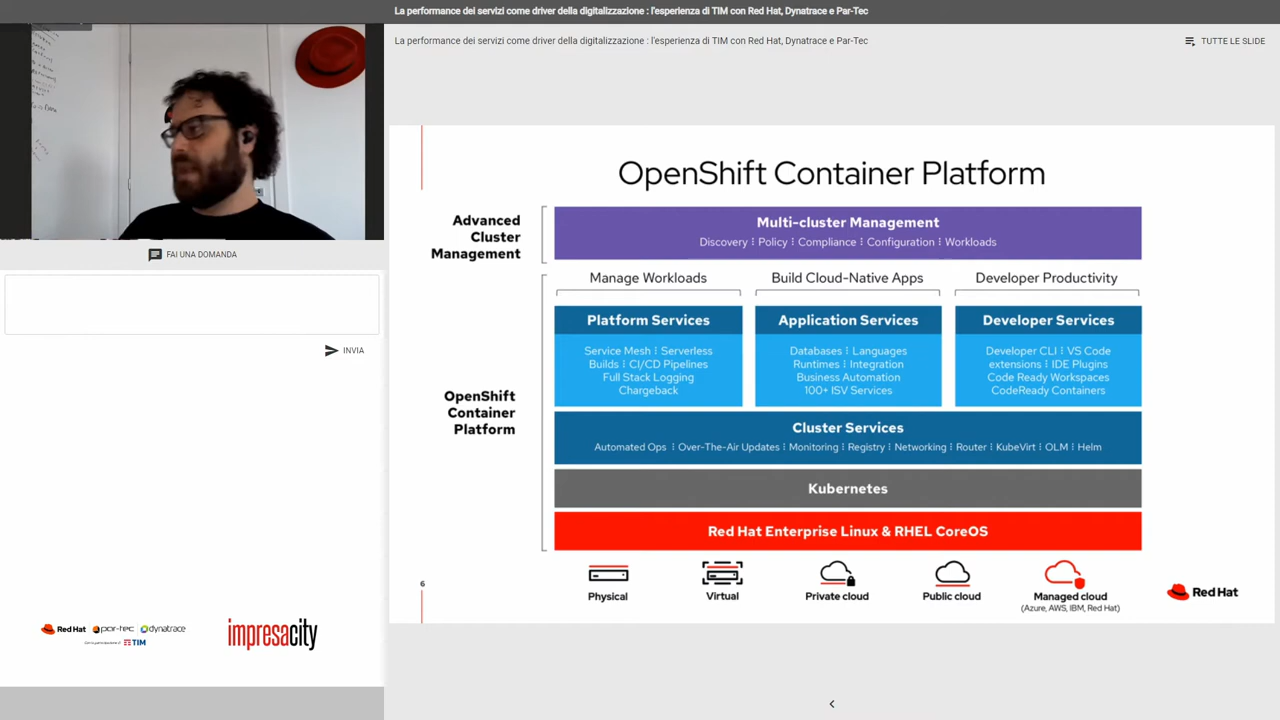 La performance dei servizi come driver della digitalizzazione : l'esperienza di TIM con Red Hat, Dynatrace e Par-Tec
La performance dei servizi come driver della digitalizzazione : l'esperienza di TIM con Red Hat, Dynatrace e Par-Tec
TUTTE LE SLIDE
FAI UNA DOMANDA
INVIA
Red Hat par-tec dynatrace
TIM
impresacity
OpenShift Container Platform
Advanced
Cluster
Management
Multi-cluster Management
Discovery ⁝ Policy ⁝ Compliance ⁝ Configuration ⁝ Workloads
Manage Workloads
Build Cloud-Native Apps
Developer Productivity
OpenShift
Container
Platform
Platform Services
Service Mesh ⁝ Serverless
Builds ⁝ CI/CD Pipelines
Full Stack Logging
Chargeback
Application Services
Databases ⁝ Languages
Runtimes ⁝ Integration
Business Automation
100+ ISV Services
Developer Services
Developer CLI ⁝ VS Code
extensions ⁝ IDE Plugins
Code Ready Workspaces
CodeReady Containers
Cluster Services
Automated Ops ⁝ Over-The-Air Updates ⁝ Monitoring ⁝ Registry ⁝ Networking ⁝ Router ⁝ KubeVirt ⁝ OLM ⁝ Helm
Kubernetes
Red Hat Enterprise Linux & RHEL CoreOS
Physical
Virtual
Private cloud
Public cloud
Managed cloud
(Azure, AWS, IBM, Red Hat)
6
Red Hat